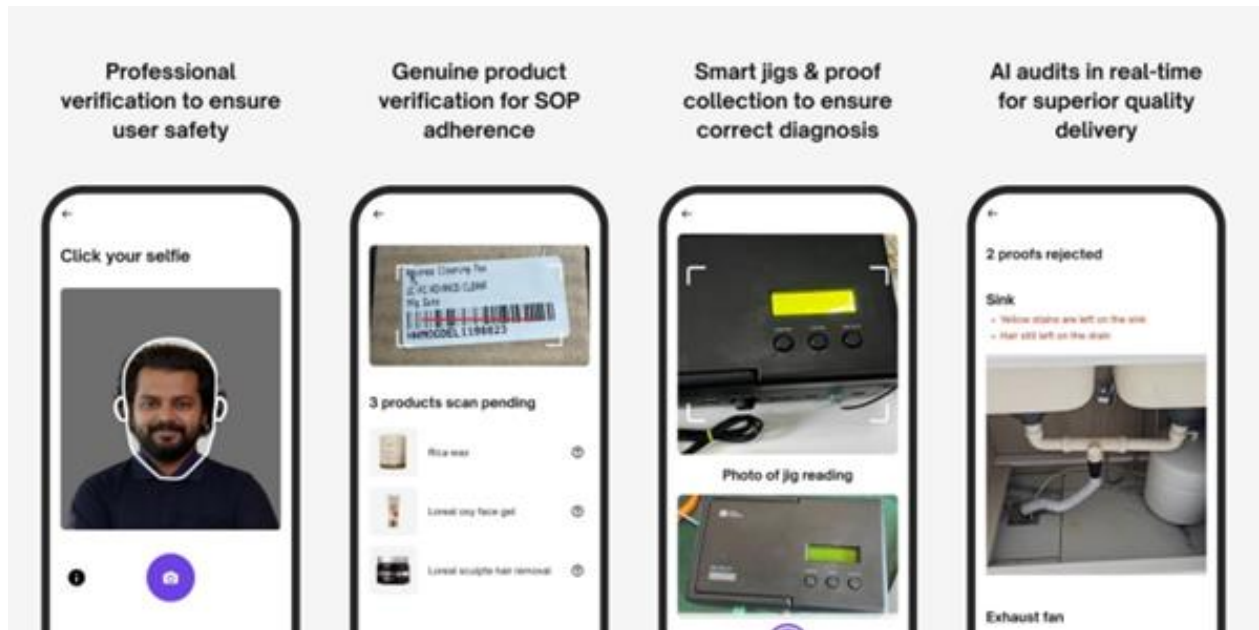 Professional
verification to ensure
user safety
Click your selfie
Genuine product
verification for SOP
adherence
Mfg Date
3 products scan pending
Rica wax
Loreal oxy face gel
Loreal sculpte hair removal
Smart jigs & proof
collection to ensure
correct diagnosis
Photo of jig reading
AI audits in real-time
for superior quality
delivery
2 proofs rejected
Sink
• Yellow stains are left on the sink
• Hair still left on the drain
Exhaust fan